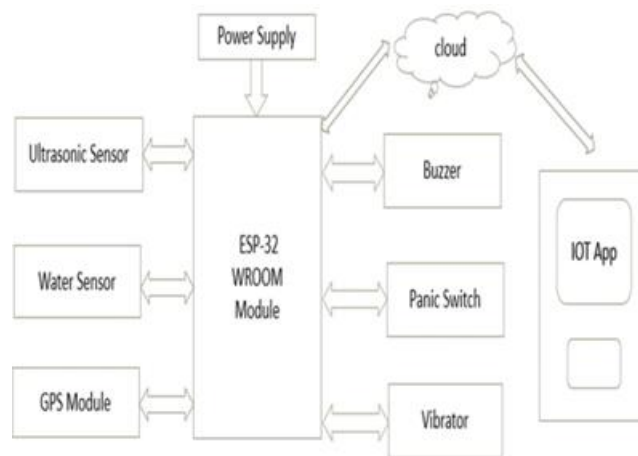 Power Supply
cloud
Ultrasonic Sensor
Buzzer
ESP-32
WROOM
Module
IOT App
Water Sensor
Panic Switch
GPS Module
Vibrator